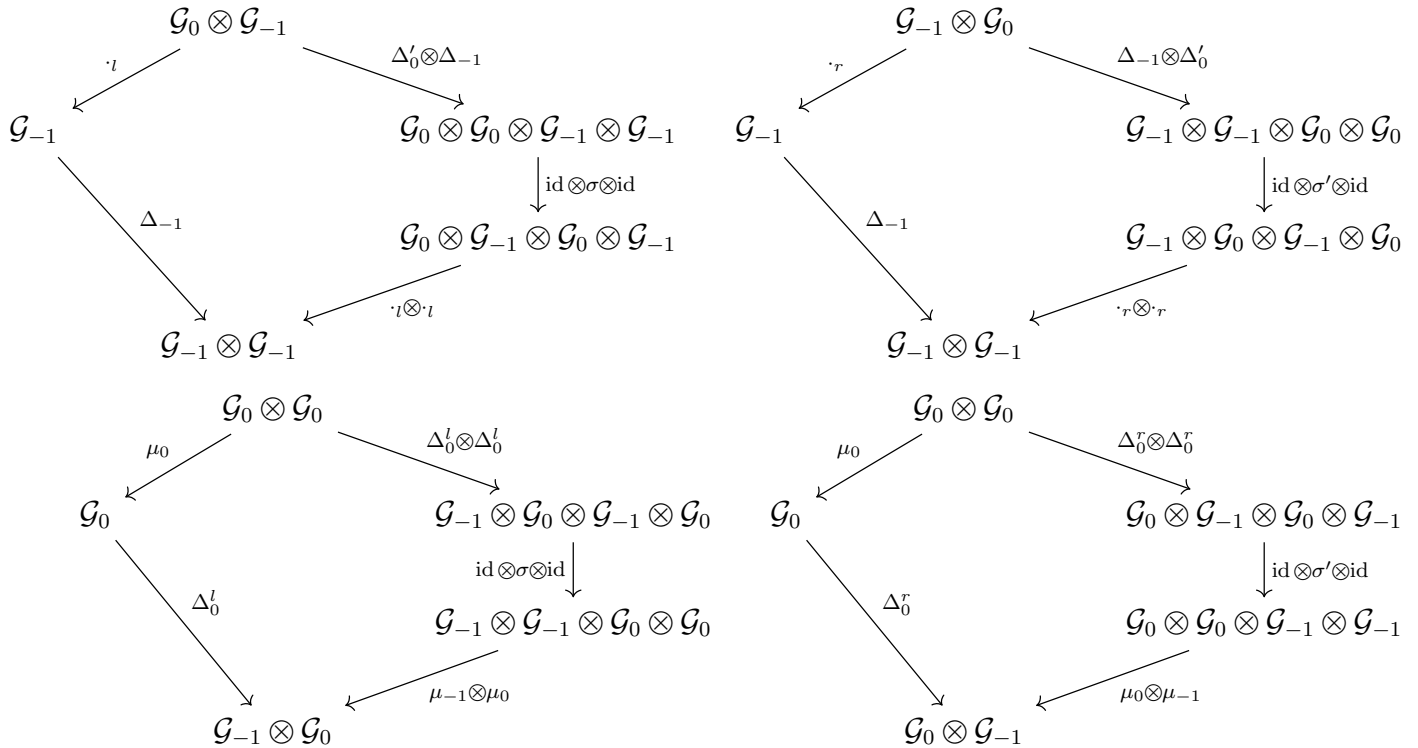 𝒢₀ ⊗ 𝒢₋₁
·ₗ
Δ′₀⊗Δ₋₁
𝒢₋₁
𝒢₀ ⊗ 𝒢₀ ⊗ 𝒢₋₁ ⊗ 𝒢₋₁
id ⊗σ⊗id
Δ₋₁
𝒢₀ ⊗ 𝒢₋₁ ⊗ 𝒢₀ ⊗ 𝒢₋₁
·ₗ⊗·ₗ
𝒢₋₁ ⊗ 𝒢₋₁
𝒢₋₁ ⊗ 𝒢₀
·ᵣ
Δ₋₁⊗Δ′₀
𝒢₋₁
𝒢₋₁ ⊗ 𝒢₋₁ ⊗ 𝒢₀ ⊗ 𝒢₀
id ⊗σ′⊗id
Δ₋₁
𝒢₋₁ ⊗ 𝒢₀ ⊗ 𝒢₋₁ ⊗ 𝒢₀
·ᵣ⊗·ᵣ
𝒢₋₁ ⊗ 𝒢₋₁
𝒢₀ ⊗ 𝒢₀
μ₀
Δ₀ˡ⊗Δ₀ˡ
𝒢₀
𝒢₋₁ ⊗ 𝒢₀ ⊗ 𝒢₋₁ ⊗ 𝒢₀
id ⊗σ⊗id
Δ₀ˡ
𝒢₋₁ ⊗ 𝒢₋₁ ⊗ 𝒢₀ ⊗ 𝒢₀
μ₋₁⊗μ₀
𝒢₋₁ ⊗ 𝒢₀
𝒢₀ ⊗ 𝒢₀
μ₀
Δ₀ʳ⊗Δ₀ʳ
𝒢₀
𝒢₀ ⊗ 𝒢₋₁ ⊗ 𝒢₀ ⊗ 𝒢₋₁
id ⊗σ′⊗id
Δ₀ʳ
𝒢₀ ⊗ 𝒢₀ ⊗ 𝒢₋₁ ⊗ 𝒢₋₁
μ₀⊗μ₋₁
𝒢₀ ⊗ 𝒢₋₁